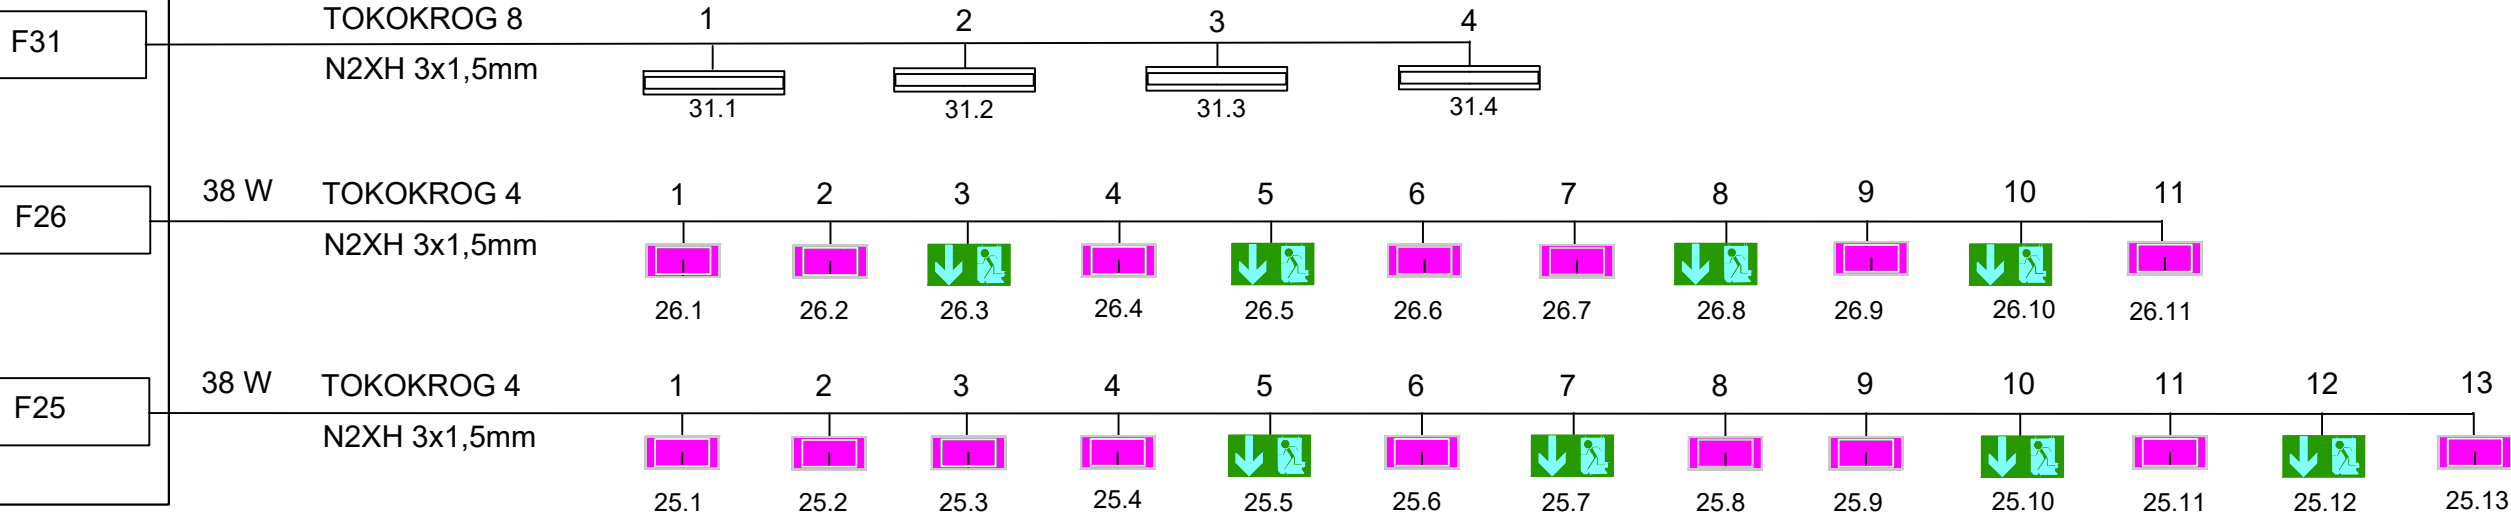 F31
TOKOKROG 8
1 2 3 4
N2XH 3x1,5mm
31.1 31.2 31.3 31.4
F26
38 W
TOKOKROG 4
1 2 3 4 5 6 7 8 9 10 11
N2XH 3x1,5mm
26.1 26.2 26.3 26.4 26.5 26.6 26.7 26.8 26.9 26.10 26.11
F25
38 W
TOKOKROG 4
1 2 3 4 5 6 7 8 9 10 11 12 13
N2XH 3x1,5mm
25.1 25.2 25.3 25.4 25.5 25.6 25.7 25.8 25.9 25.10 25.11 25.12 25.13